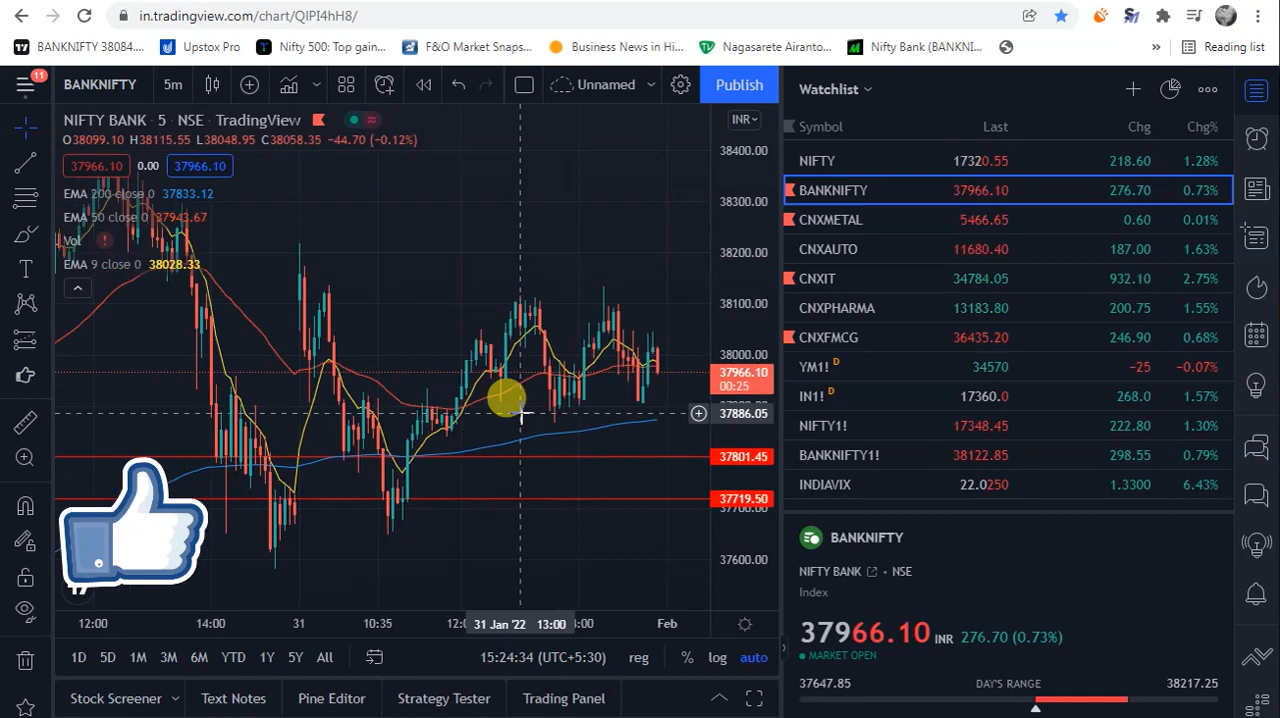 in.tradingview.com/chart/QIPI4hH8/
BANKNIFTY 38084.... Upstox Pro Nifty 500: Top gain... F&O Market Snaps... Business News in Hi... Nagasarete Airanto... Nifty Bank (BANKNI... » Reading list
11 BANKNIFTY 5m Unnamed Publish Watchlist
NIFTY BANK · 5 · NSE · TradingView INR
O38099.10 H38115.55 L38048.95 C38058.35 -44.70 (-0.12%)
37966.10 0.00 37966.10
EMA 200 close 0 37833.12
EMA 50 close 0 37943.67
Vol
EMA 9 close 0 38028.33
38400.00
38300.00
38200.00
38100.00
38000.00
37966.10
00:25
37886.05
37801.45
37719.50
37700.00
37600.00
12:00 14:00 31 10:35 12:0 31 Jan '22 13:00 :00 Feb
1D 5D 1M 3M 6M YTD 1Y 5Y All 15:24:34 (UTC+5:30) reg % log auto
Stock Screener Text Notes Pine Editor Strategy Tester Trading Panel
Symbol Last Chg Chg%
NIFTY 17320.55 218.60 1.28%
BANKNIFTY 37966.10 276.70 0.73%
CNXMETAL 5466.65 0.60 0.01%
CNXAUTO 11680.40 187.00 1.63%
CNXIT 34784.05 932.10 2.75%
CNXPHARMA 13183.80 200.75 1.55%
CNXFMCG 36435.20 246.90 0.68%
YM1! D 34570 -25 -0.07%
IN1! D 17360.0 268.0 1.57%
NIFTY1! 17348.45 222.80 1.30%
BANKNIFTY1! 38122.85 298.55 0.79%
INDIAVIX 22.0250 1.3300 6.43%
BANKNIFTY
NIFTY BANK · NSE
Index
37966.10 INR 276.70 (0.73%)
MARKET OPEN
37647.85 DAY'S RANGE 38217.25